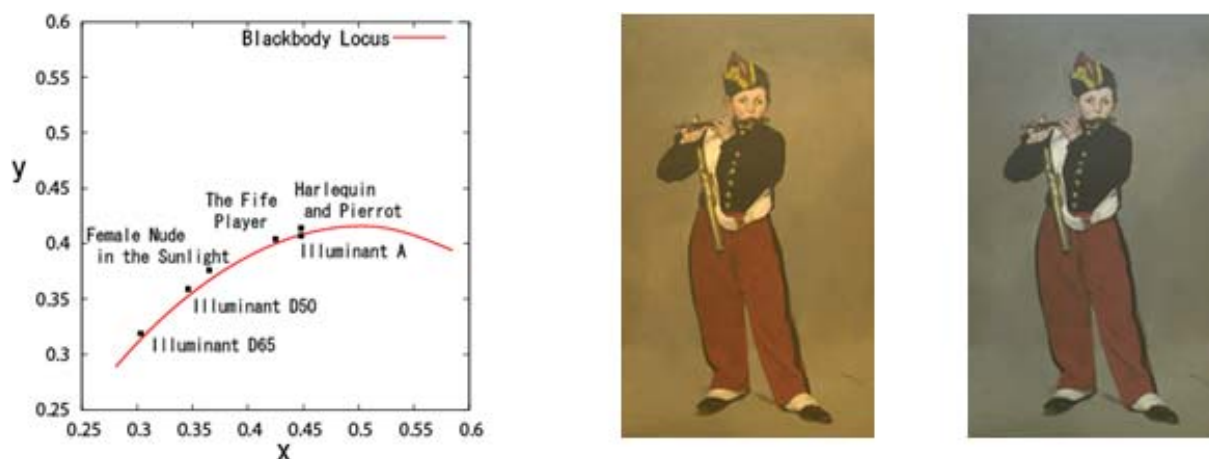 0.6
Blackbody Locus
0.55
0.5
0.45
Harlequin
and Pierrot
The Fife
Player
y
0.4
Female Nude
in the Sunlight
Illuminant A
0.35
Illuminant D50
0.3
Illuminant D65
0.25
0.25 0.3 0.35 0.4 0.45 0.5 0.55 0.6
x